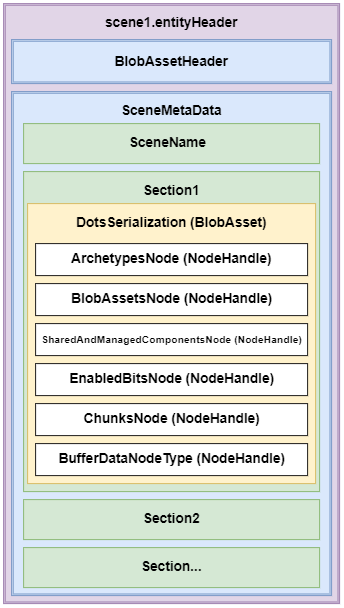 scene1.entityHeader
BlobAssetHeader
SceneMetaData
SceneName
Section1
DotsSerialization (BlobAsset)
ArchetypesNode (NodeHandle)
BlobAssetsNode (NodeHandle)
SharedAndManagedComponentsNode (NodeHandle)
EnabledBitsNode (NodeHandle)
ChunksNode (NodeHandle)
BufferDataNodeType (NodeHandle)
Section2
Section...